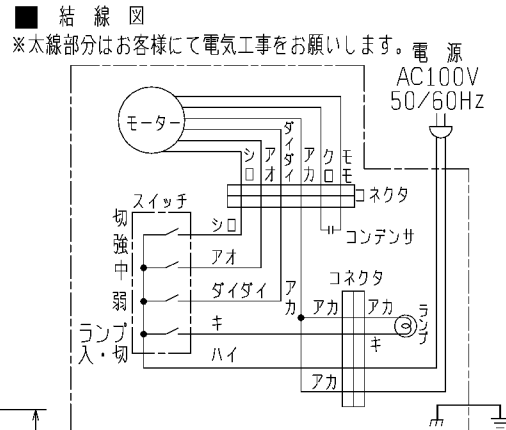 ■ 結線図
※太線部分はお客様にて電気工事をお願いします。
電源
AC100V
50/60Hz
モーター
シロ
アオ
ダイダイ
アカ
クロ
モモ
コネクタ
スイッチ
切
強
中
弱
ランプ
入・切
シロ
アオ
ダイダイ
キ
ハイ
コンデンサ
コネクタ
アカ
アカ
アカ
キ
ランプ
アカ